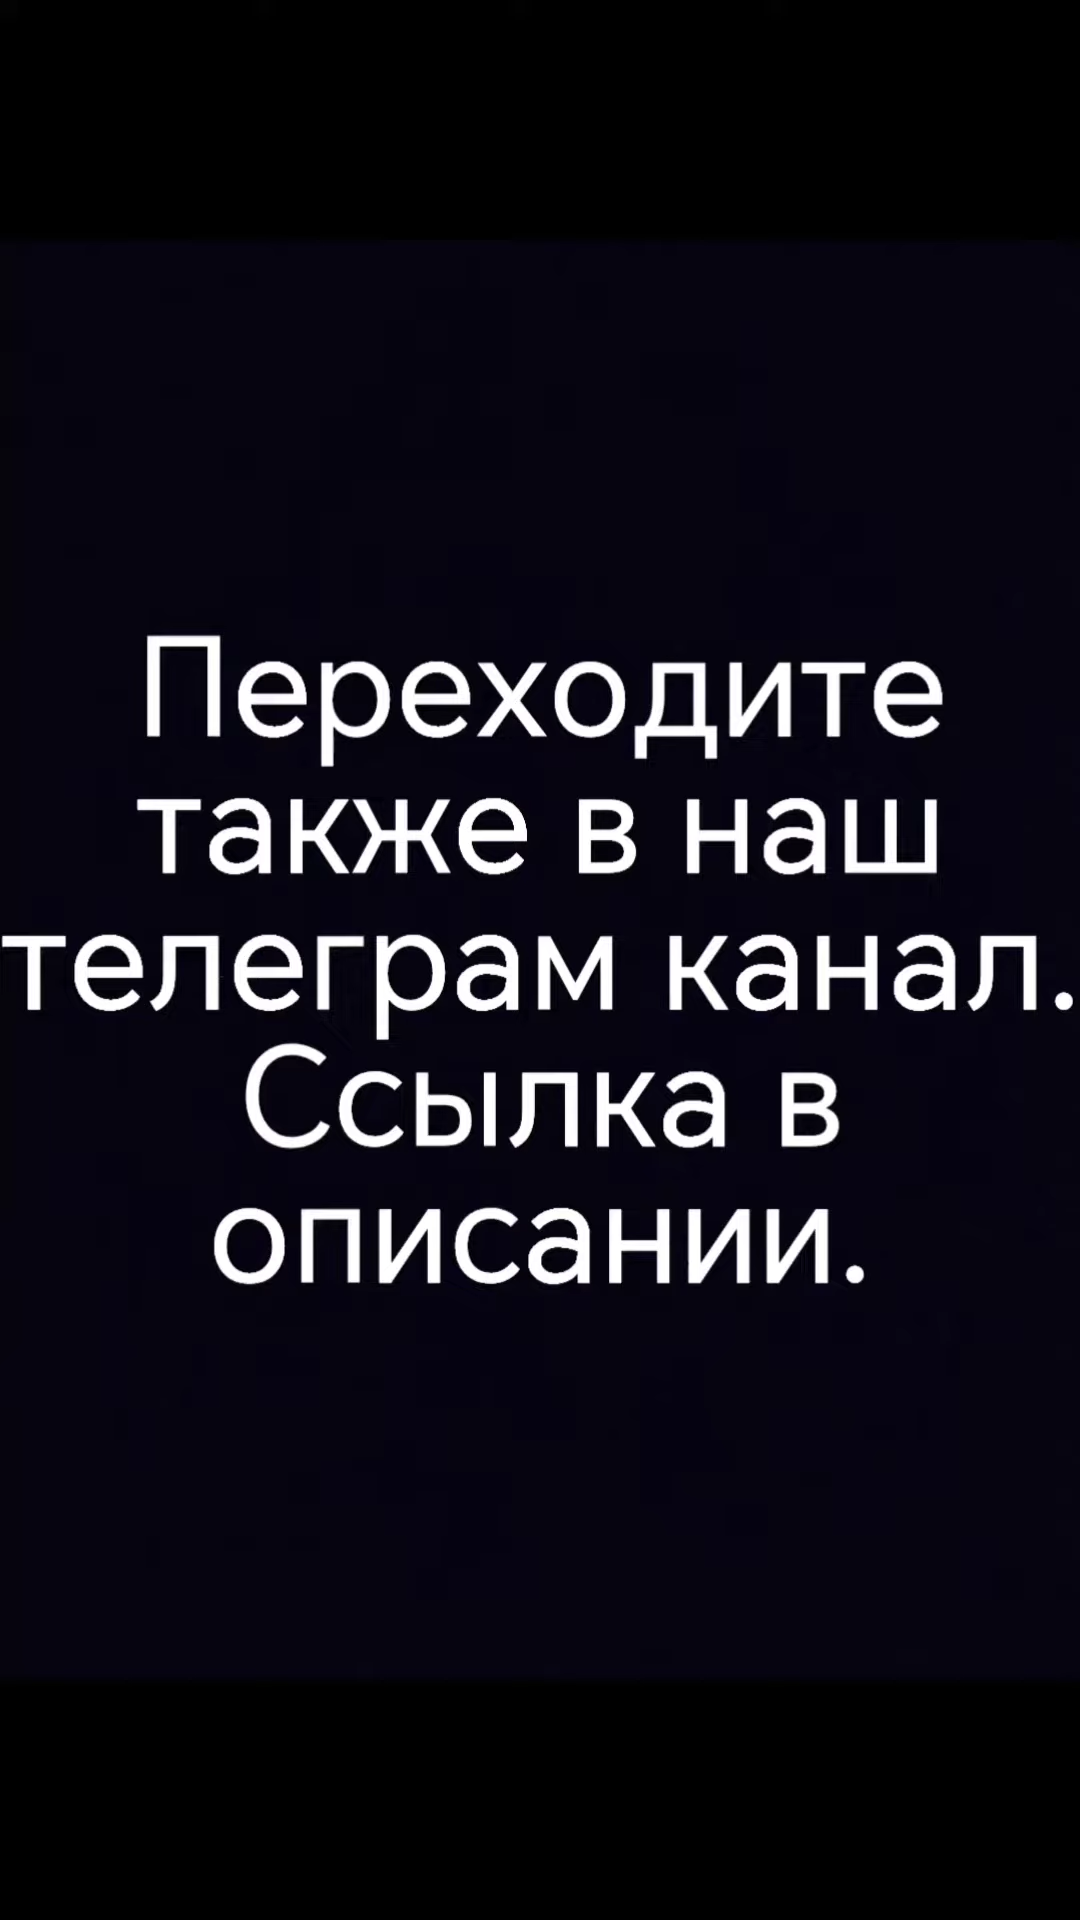 Переходите
также в наш
телеграм канал.
Ссылка в
описании.